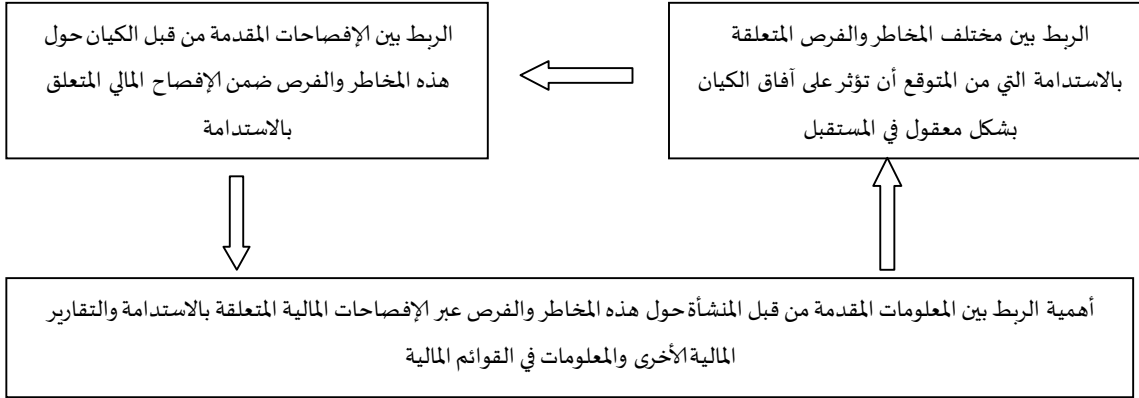 الربط بين مختلف المخاطر والفرص المتعلقة
بالاستدامة التي من المتوقع أن تؤثر على آفاق الكيان
بشكل معقول في المستقبل
الربط بين الإفصاحات المقدمة من قبل الكيان حول
هذه المخاطر والفرص ضمن الإفصاح المالي المتعلق
بالاستدامة
أهمية الربط بين المعلومات المقدمة من قبل المنشأة حول هذه المخاطر والفرص عبر الإفصاحات المالية المتعلقة بالاستدامة والتقارير
المالية الأخرى والمعلومات في القوائم المالية